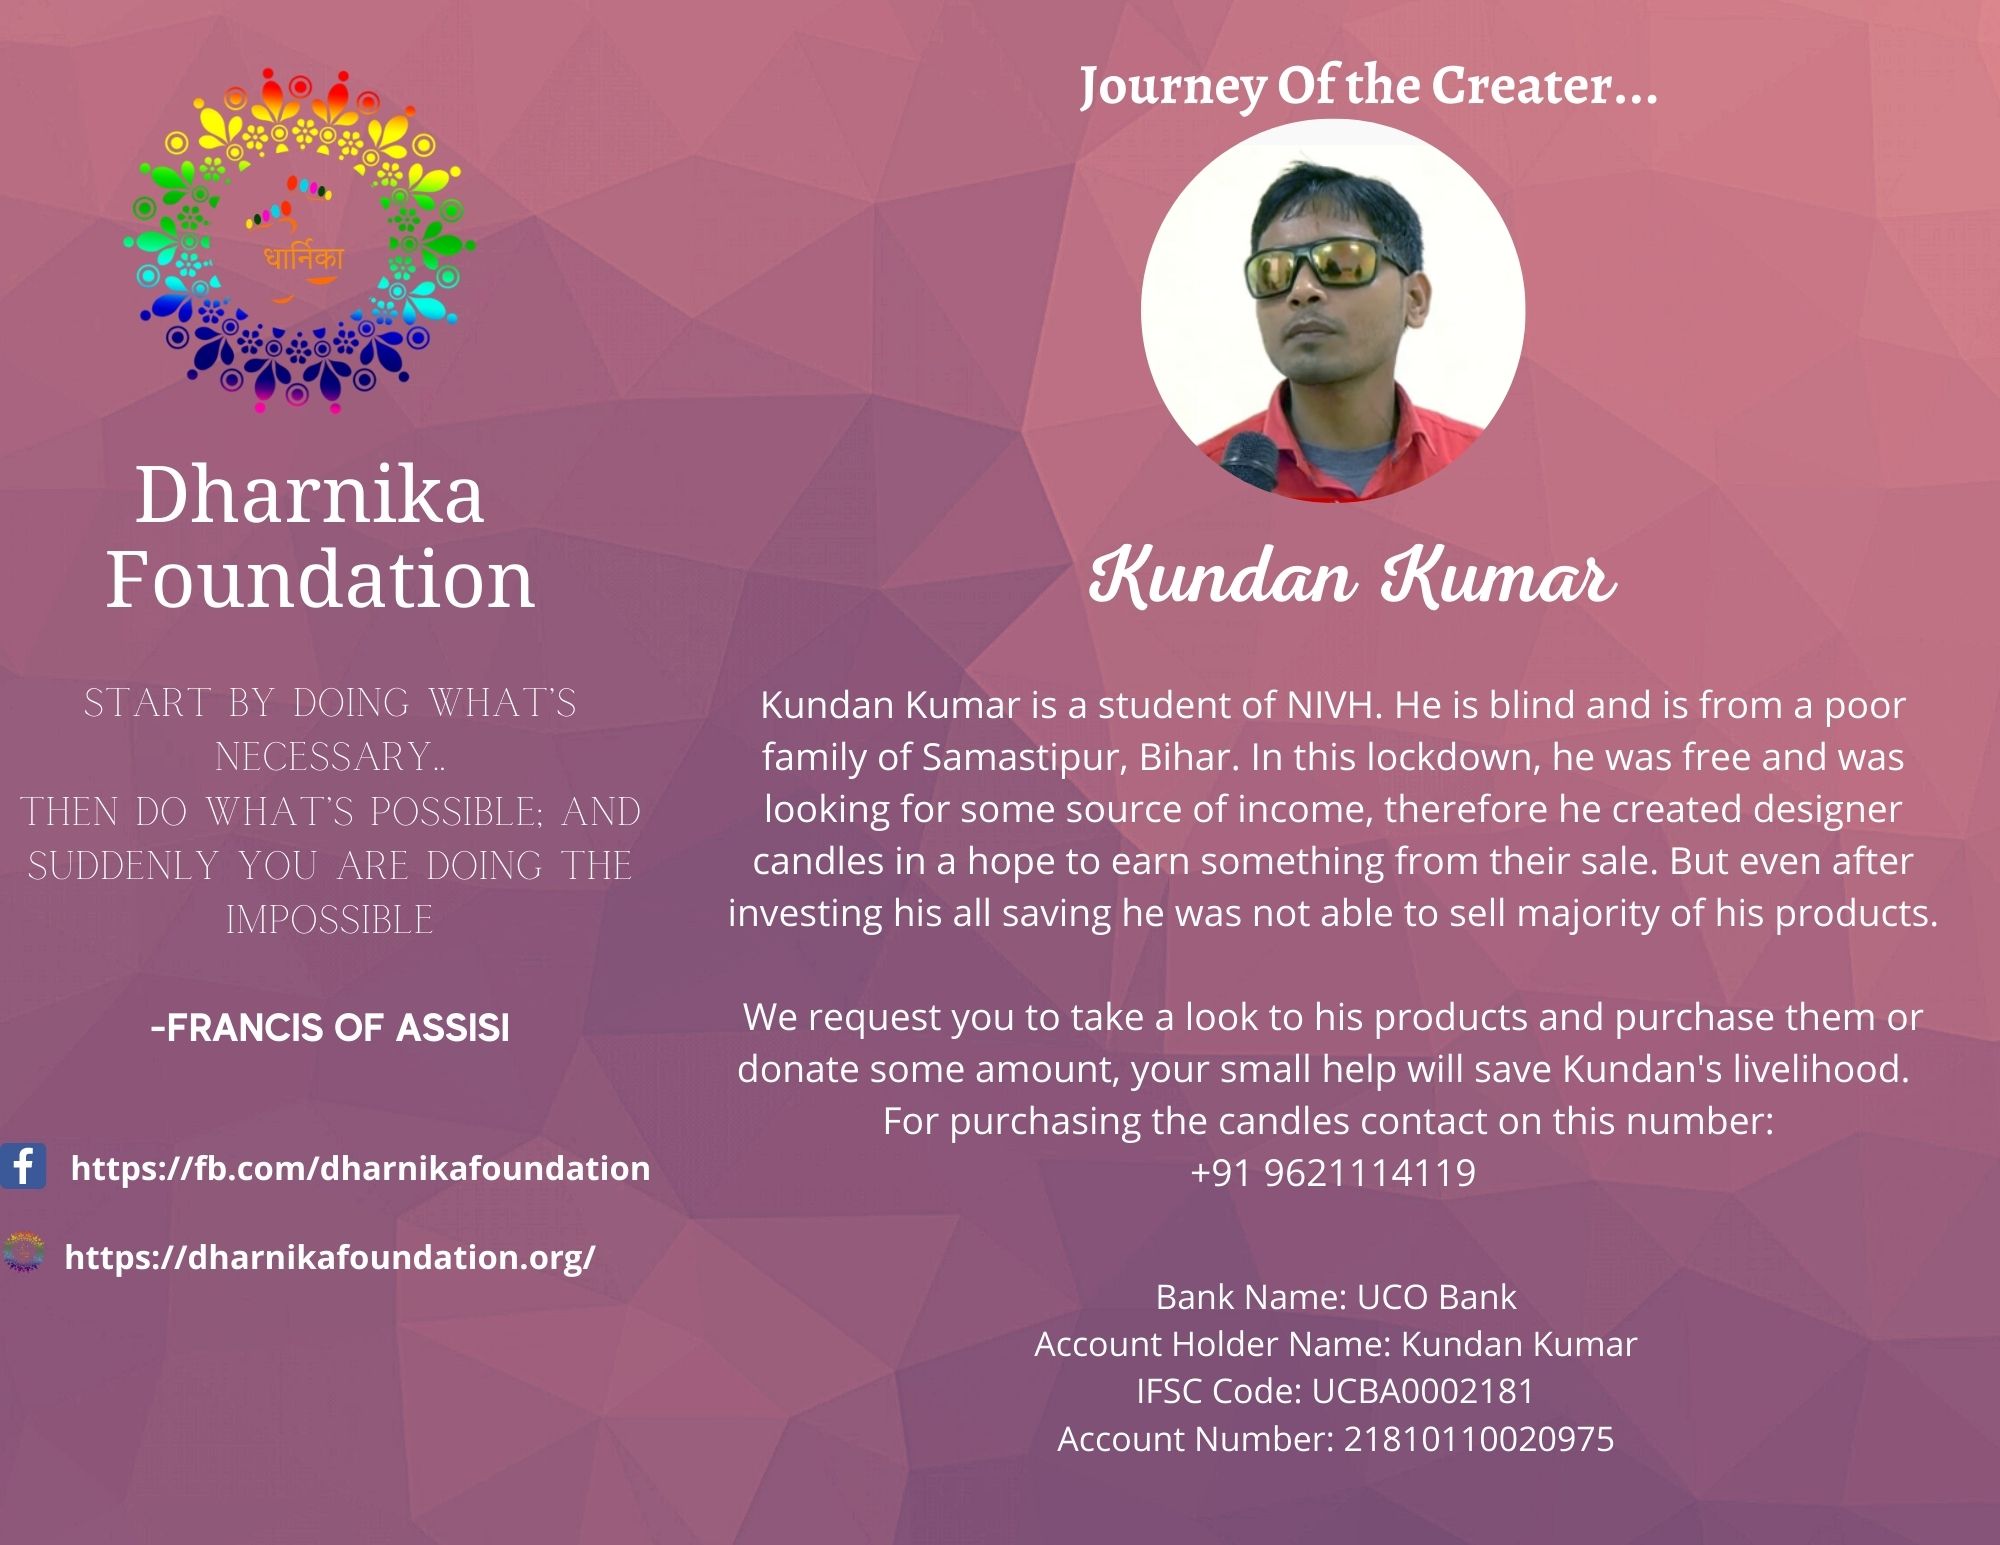 धार्निका
Dharnika
Foundation
START BY DOING WHAT'S
NECESSARY..
THEN DO WHAT'S POSSIBLE; AND
SUDDENLY YOU ARE DOING THE
IMPOSSIBLE
-FRANCIS OF ASSISI
https://fb.com/dharnikafoundation
https://dharnikafoundation.org/
Journey Of the Creater...
Kundan Kumar
Kundan Kumar is a student of NIVH. He is blind and is from a poor
family of Samastipur, Bihar. In this lockdown, he was free and was
looking for some source of income, therefore he created designer
candles in a hope to earn something from their sale. But even after
investing his all saving he was not able to sell majority of his products.
We request you to take a look to his products and purchase them or
donate some amount, your small help will save Kundan's livelihood.
For purchasing the candles contact on this number:
+91 9621114119
Bank Name: UCO Bank
Account Holder Name: Kundan Kumar
IFSC Code: UCBA0002181
Account Number: 21810110020975